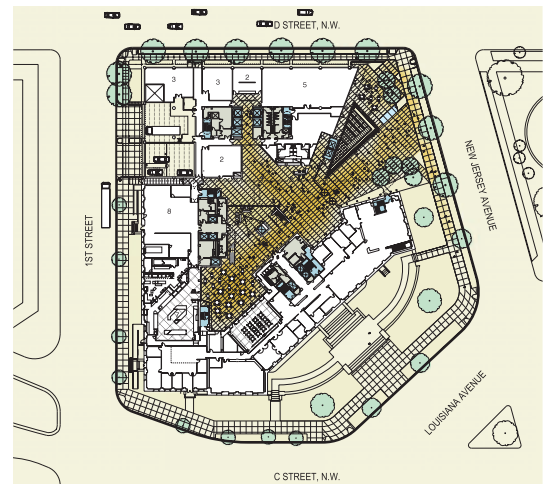 D STREET, N.W.
3
3
2
5
2
8
1ST STREET
NEW JERSEY AVENUE
LOUISIANA AVENUE
C STREET, N.W.